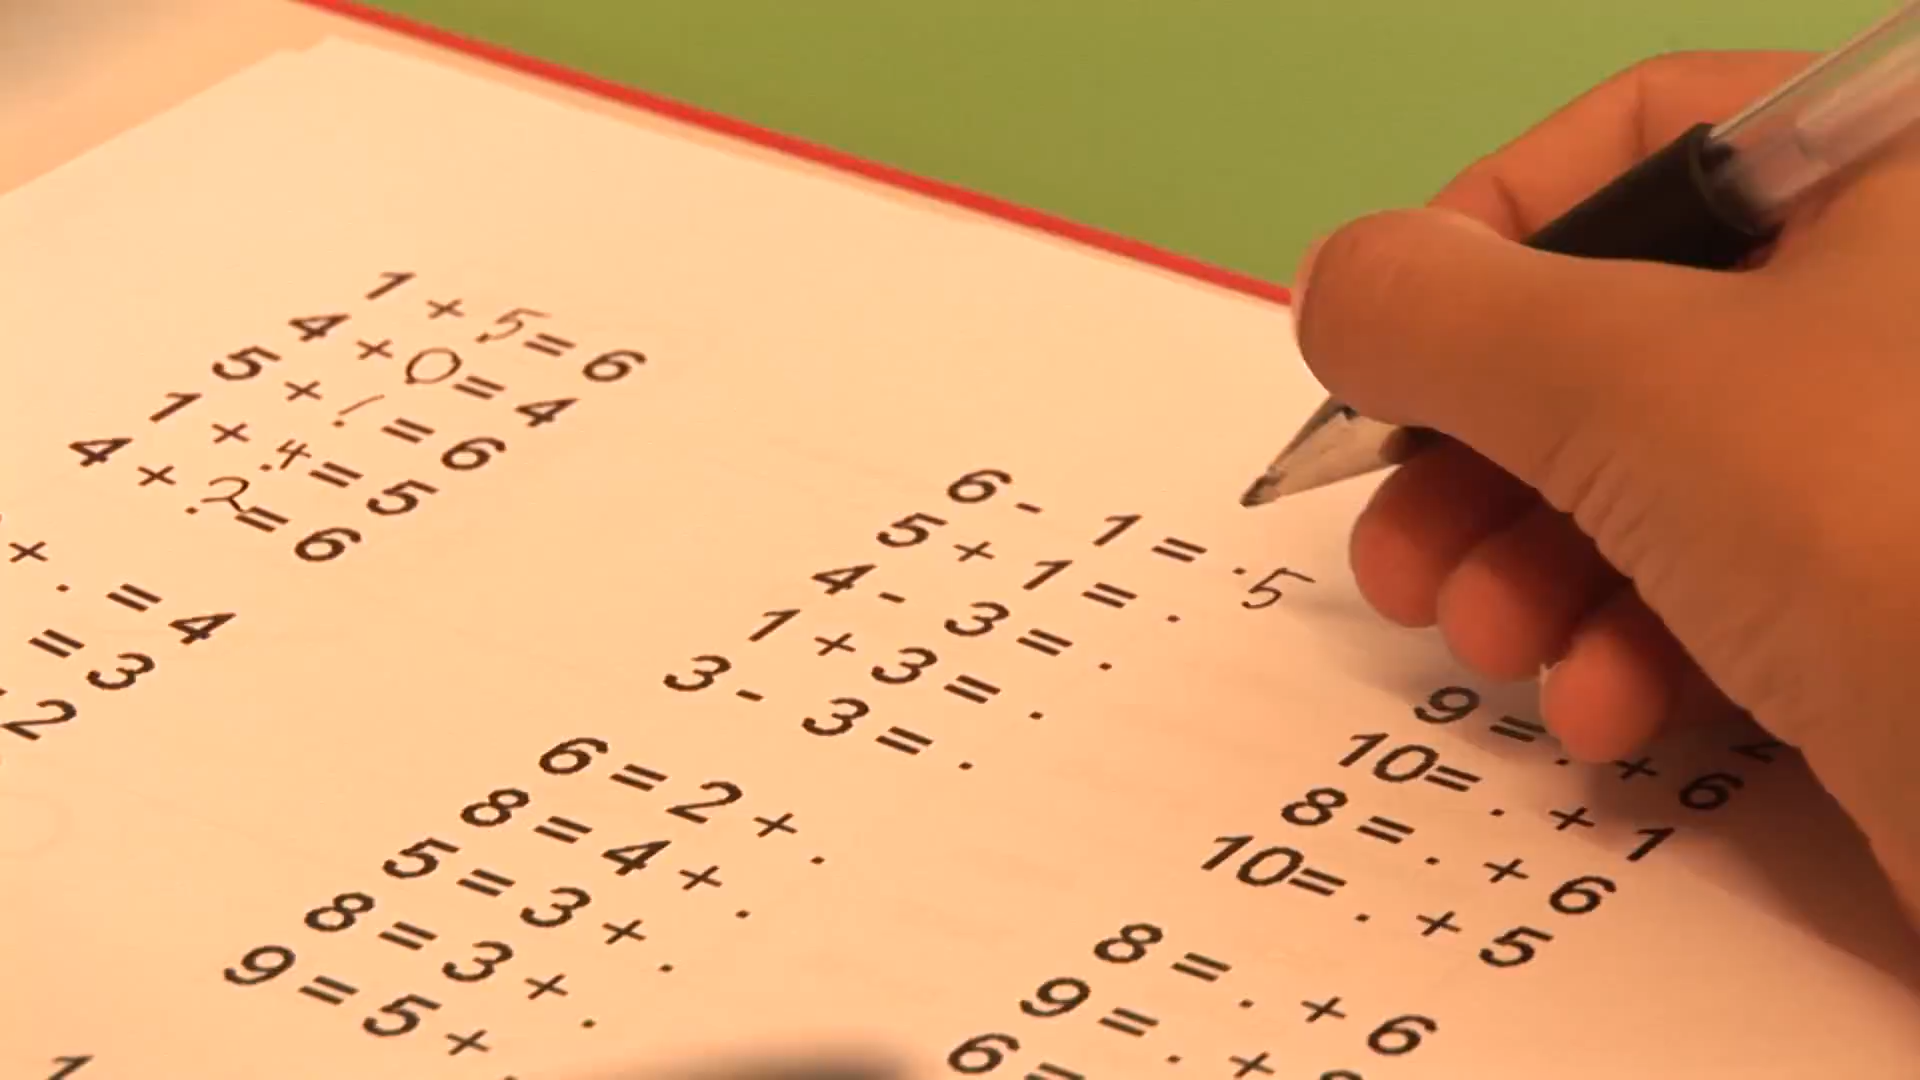 1 + 5 = 6
4 + 0 = 4
5 + 1 = 6
1 + .4 = 5
4 + .2 = 6
+ . = 4
= 3
2
6 - 1 = .5
5 + 1 = .
4 - 3 = .
1 + 3 = .
3 - 3 = .
6 = 2 + .
8 = 4 + .
5 = 3 + .
8 = 3 + .
9 = 5 + .
1
9 = . + 6
10= . + 1
8 = . + 6
10= . + 5
8 = . + 6
9 = . +
6 =